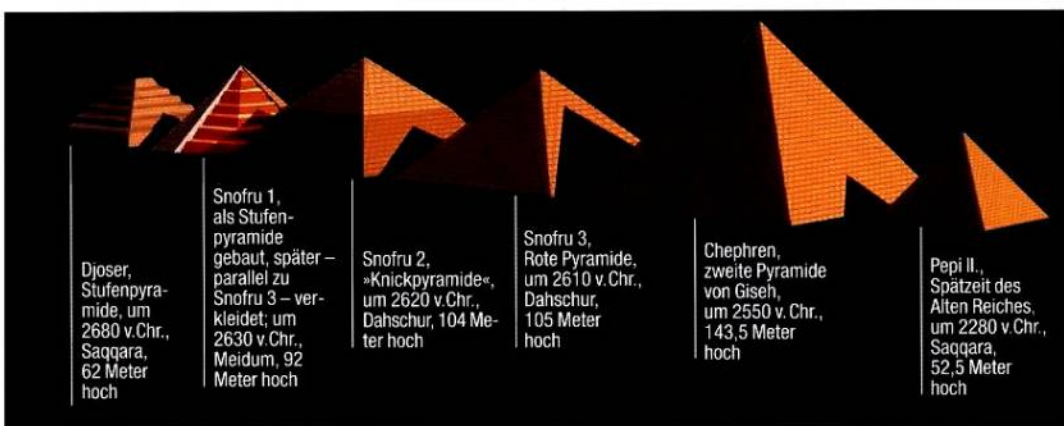 Djoser,
Stufenpyra-
mide, um
2680 v.Chr.,
Saqqara,
62 Meter
hoch
Snofru 1,
als Stufen-
pyramide
gebaut, später –
parallel zu
Snofru 3 – ver-
kleidet; um
2630 v.Chr.,
Meidum, 92
Meter hoch
Snofru 2,
»Knickpyramide«,
um 2620 v.Chr.,
Dahschur, 104 Me-
ter hoch
Snofru 3,
Rote Pyramide,
um 2610 v.Chr.,
Dahschur,
105 Meter
hoch
Chephren,
zweite Pyramide
von Giseh,
um 2550 v.Chr.,
143,5 Meter
hoch
Pepi II.,
Spätzeit des
Alten Reiches,
um 2280 v.Chr.,
Saqqara,
52,5 Meter
hoch